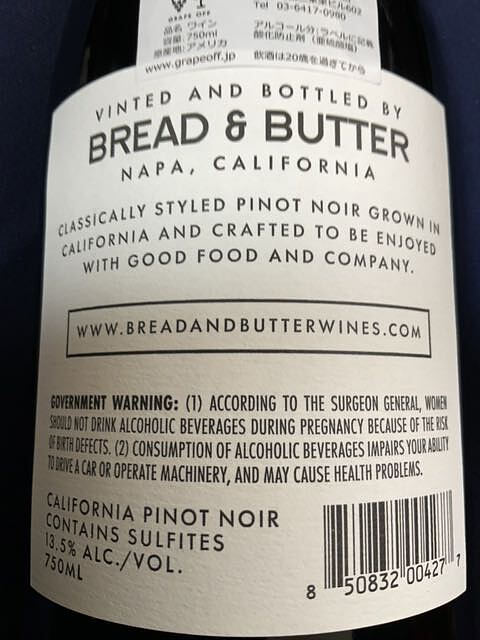 GRAPE OFF
Tel 03-6417-0980
品名:ワイン
容量:750ml
原産地:アメリカ
アルコール分:ラベルに記載
酸化防止剤(亜硫酸塩)
www.grapeoff.jp 飲酒は20歳を過ぎてから
VINTED AND BOTTLED BY
BREAD & BUTTER
NAPA, CALIFORNIA
CLASSICALLY STYLED PINOT NOIR GROWN IN
CALIFORNIA AND CRAFTED TO BE ENJOYED
WITH GOOD FOOD AND COMPANY.
WWW.BREADANDBUTTERWINES.COM
GOVERNMENT WARNING: (1) ACCORDING TO THE SURGEON GENERAL, WOMEN
SHOULD NOT DRINK ALCOHOLIC BEVERAGES DURING PREGNANCY BECAUSE OF THE RISK
OF BIRTH DEFECTS. (2) CONSUMPTION OF ALCOHOLIC BEVERAGES IMPAIRS YOUR ABILITY
TO DRIVE A CAR OR OPERATE MACHINERY, AND MAY CAUSE HEALTH PROBLEMS.
CALIFORNIA PINOT NOIR
CONTAINS SULFITES
13.5% ALC./VOL.
750ML
8 50832 00427 7